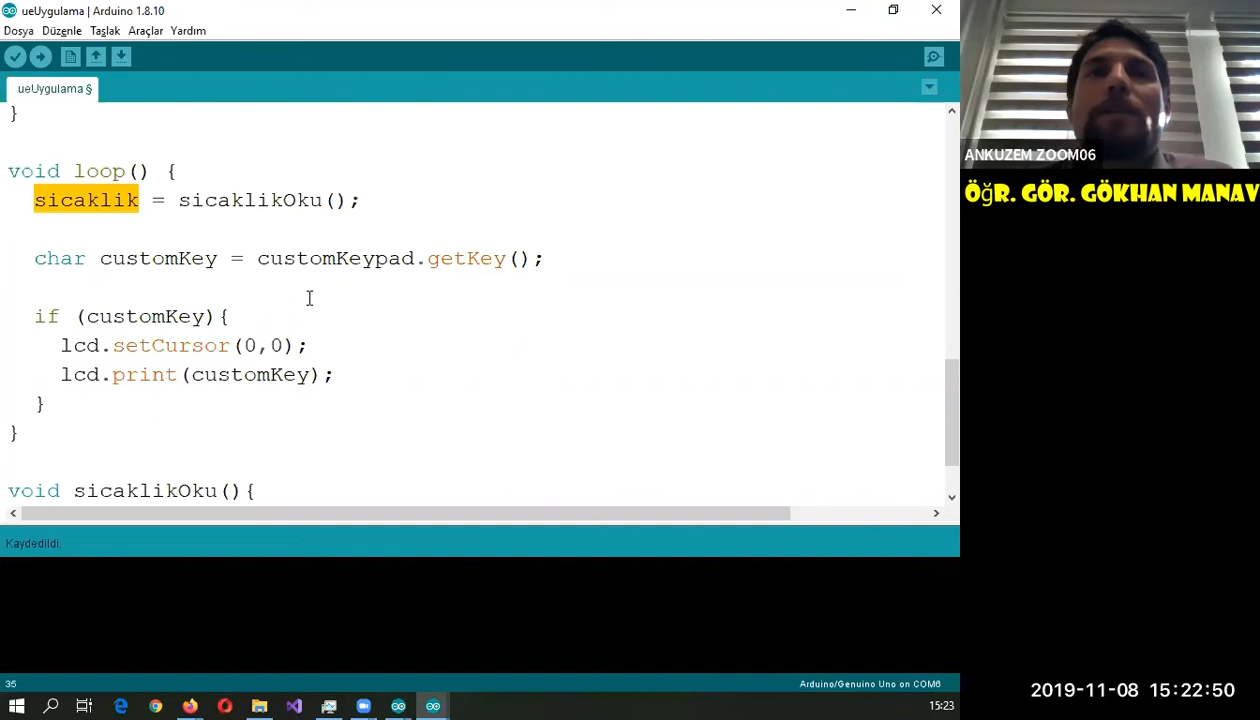 ueUygulama | Arduino 1.8.10
Dosya Düzenle Taslak Araçlar Yardım
ueUygulama §
}
void loop() {
sicaklik = sicaklikOku();
char customKey = customKeypad.getKey();
if (customKey){
lcd.setCursor(0,0);
lcd.print(customKey);
}
}
void sicaklikOku(){
Kaydedildi.
35
Arduino/Genuino Uno on COM6
15:23
ANKUZEM ZOOM06
ÖğR. GÖR. GÖKHAN MANAV
2019-11-08 15:22:50